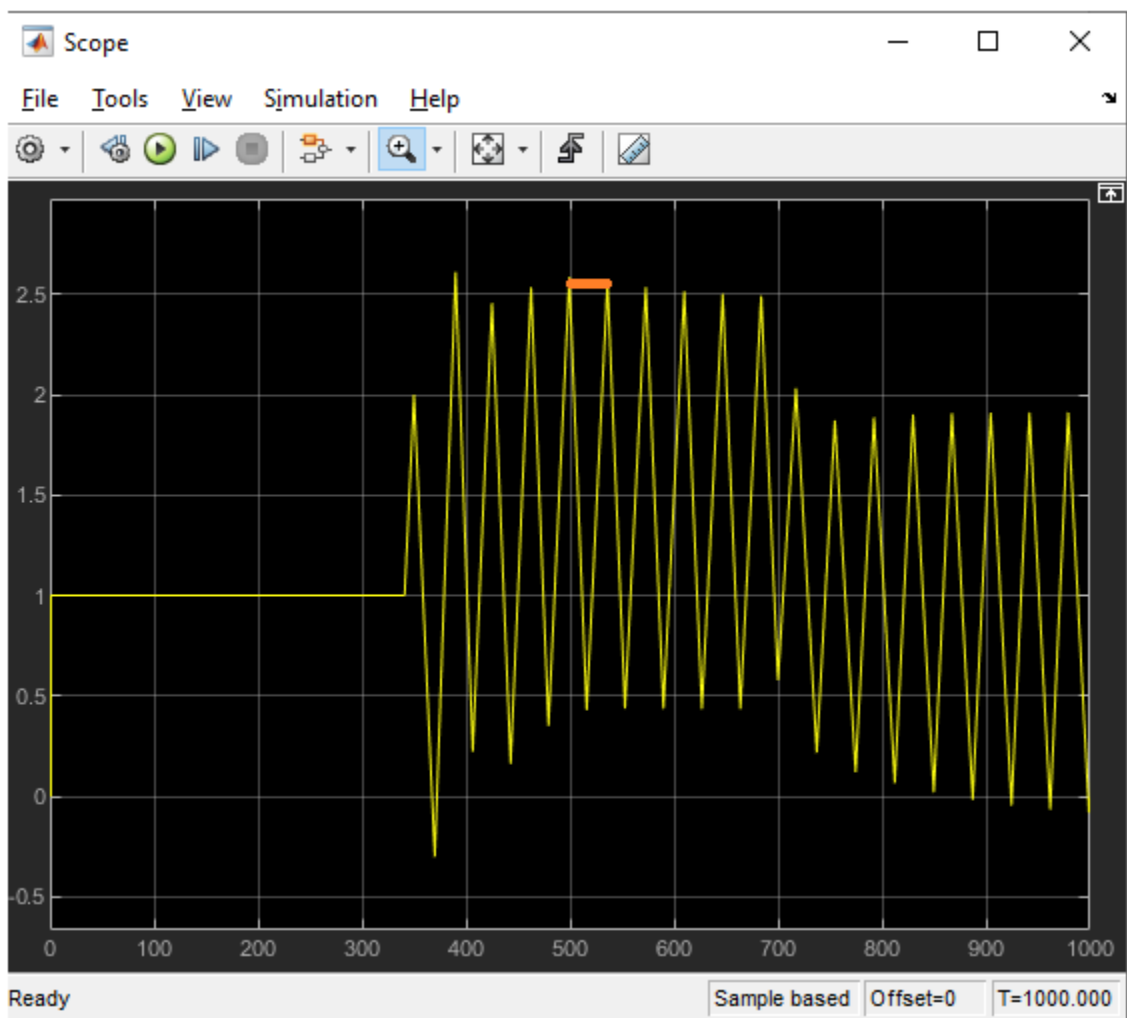 Scope
File Tools View Simulation Help
2.5
2
1.5
1
0.5
0
-0.5
0 100 200 300 400 500 600 700 800 900 1000
Ready Sample based Offset=0 T=1000.000